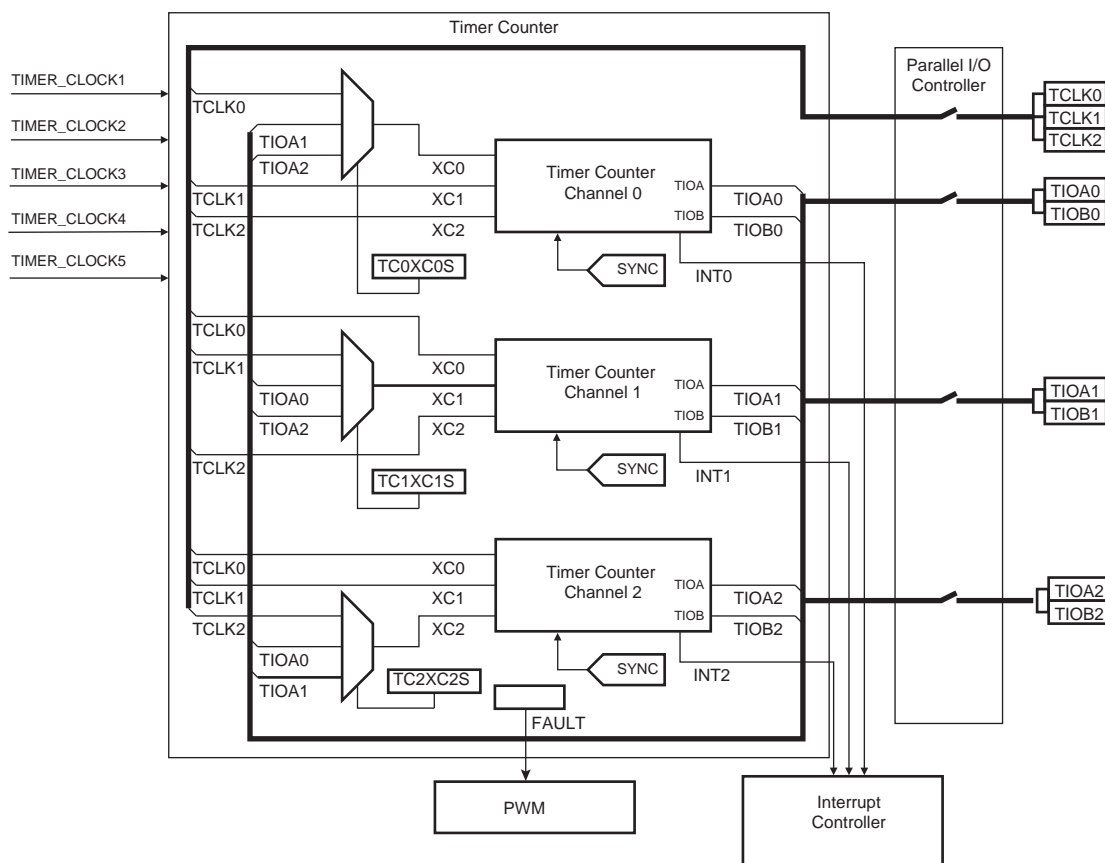 Timer Counter
Parallel I/O
Controller
TIMER_CLOCK1
TIMER_CLOCK2
TIMER_CLOCK3
TIMER_CLOCK4
TIMER_CLOCK5
TCLK0
TIOA1
TIOA2
TCLK1
TCLK2
XC0
XC1
XC2
Timer Counter
Channel 0
TIOA
TIOB
TIOA0
TIOB0
TC0XC0S
SYNC
INT0
TCLK0
TCLK1
TIOA0
TIOA2
TCLK2
XC0
XC1
XC2
Timer Counter
Channel 1
TIOA
TIOB
TIOA1
TIOB1
TC1XC1S
SYNC
INT1
TCLK0
TCLK1
TCLK2
TIOA0
TIOA1
XC0
XC1
XC2
Timer Counter
Channel 2
TIOA
TIOB
TIOA2
TIOB2
TC2XC2S
SYNC
INT2
FAULT
PWM
Interrupt
Controller
TCLK0
TCLK1
TCLK2
TIOA0
TIOB0
TIOA1
TIOB1
TIOA2
TIOB2